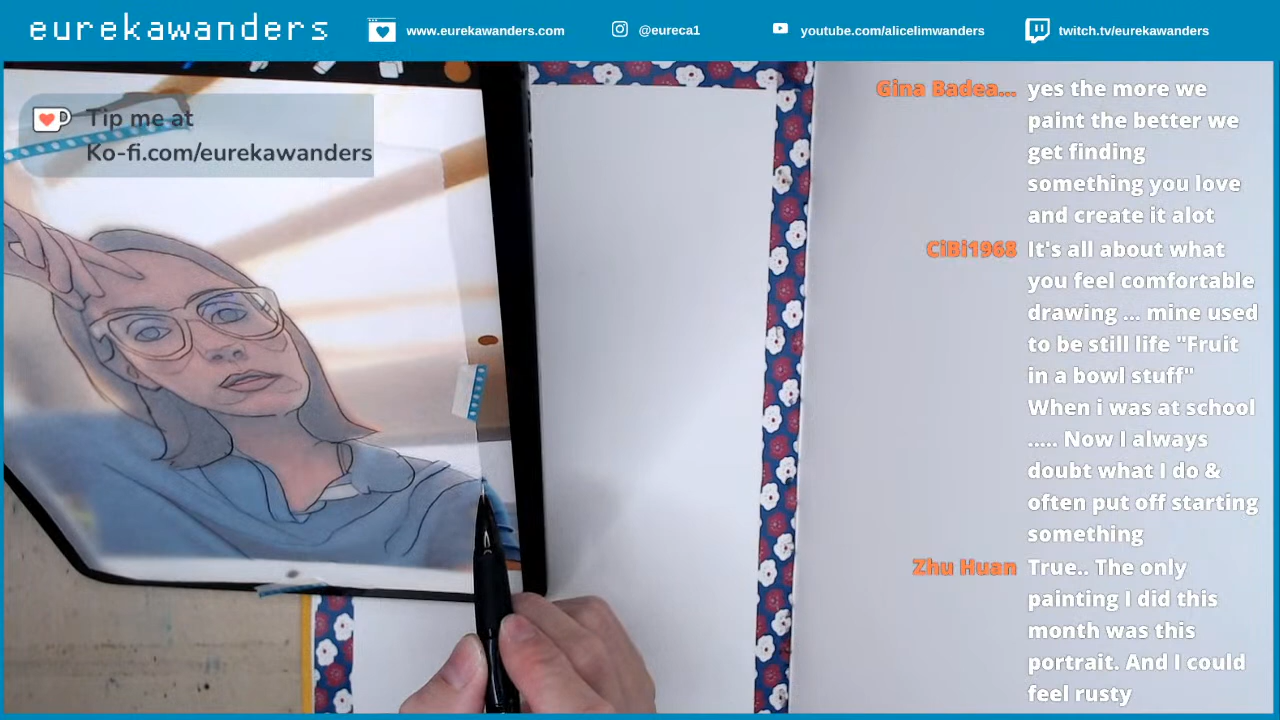 eurekawanders
www.eurekawanders.com
@eureca1
youtube.com/alicelimwanders
twitch.tv/eurekawanders
Tip me at
Ko-fi.com/eurekawanders
Gina Badea... yes the more we
paint the better we
get finding
something you love
and create it alot
CiBi1968 It's all about what
you feel comfortable
drawing ... mine used
to be still life "Fruit
in a bowl stuff"
When i was at school
..... Now I always
doubt what I do &
often put off starting
something
Zhu Huan True.. The only
painting I did this
month was this
portrait. And I could
feel rusty